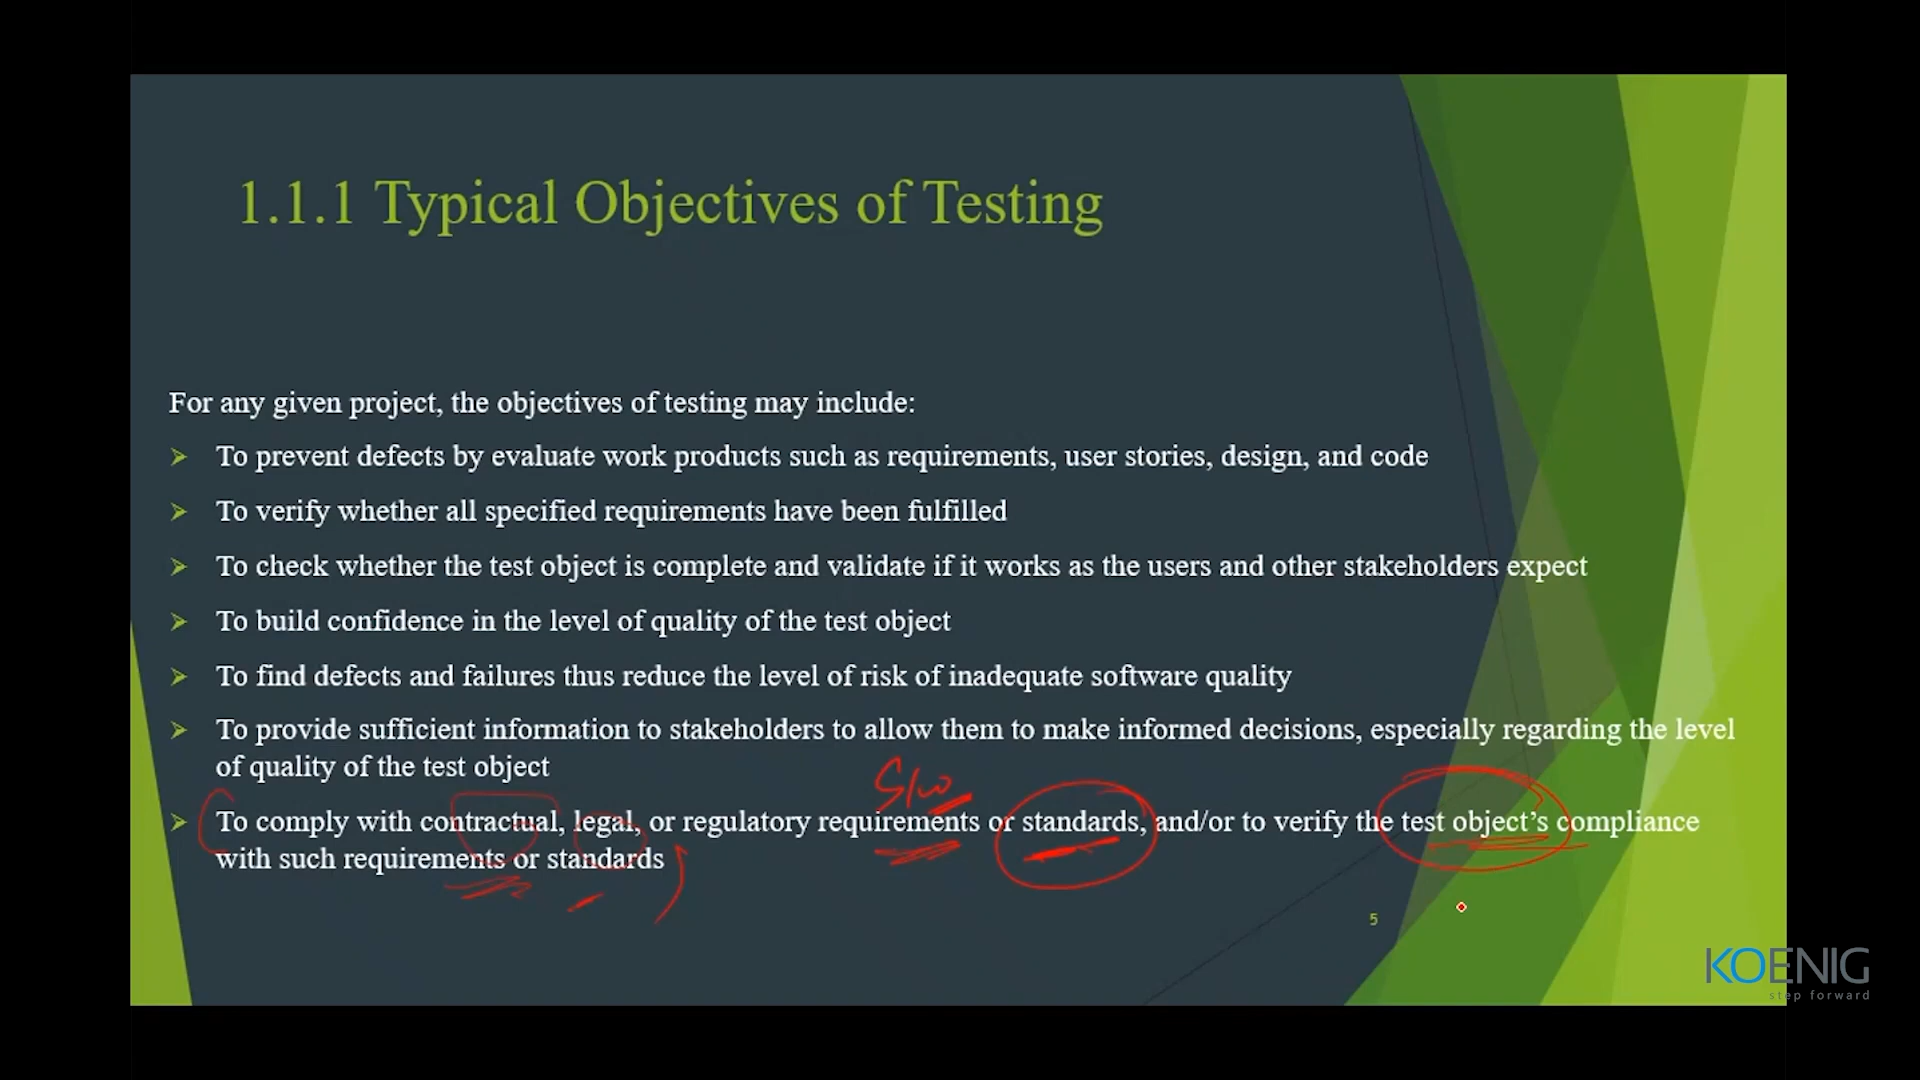 1.1.1 Typical Objectives of Testing
For any given project, the objectives of testing may include:
To prevent defects by evaluate work products such as requirements, user stories, design, and code
To verify whether all specified requirements have been fulfilled
To check whether the test object is complete and validate if it works as the users and other stakeholders expect
To build confidence in the level of quality of the test object
To find defects and failures thus reduce the level of risk of inadequate software quality
To provide sufficient information to stakeholders to allow them to make informed decisions, especially regarding the level
of quality of the test object
S/w
To comply with contractual, legal, or regulatory requirements or standards, and/or to verify the test object’s compliance
with such requirements or standards
5
KOENIG
step forward